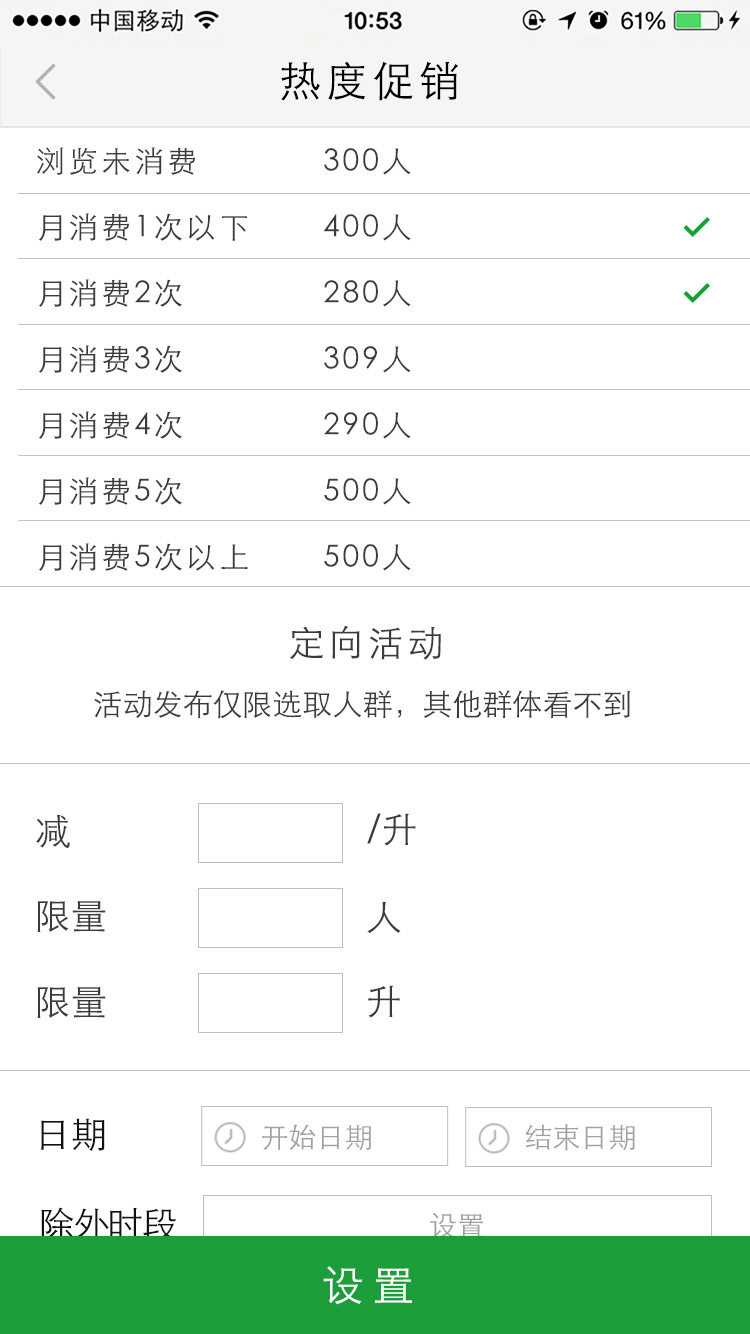 中国移动 10:53 61%
热度促销
浏览未消费 300人
月消费1次以下 400人
月消费2次 280人
月消费3次 309人
月消费4次 290人
月消费5次 500人
月消费5次以上 500人
定向活动
活动发布仅限选取人群，其他群体看不到
减 /升
限量 人
限量 升
日期 开始日期 结束日期
除外时段 设置
设置